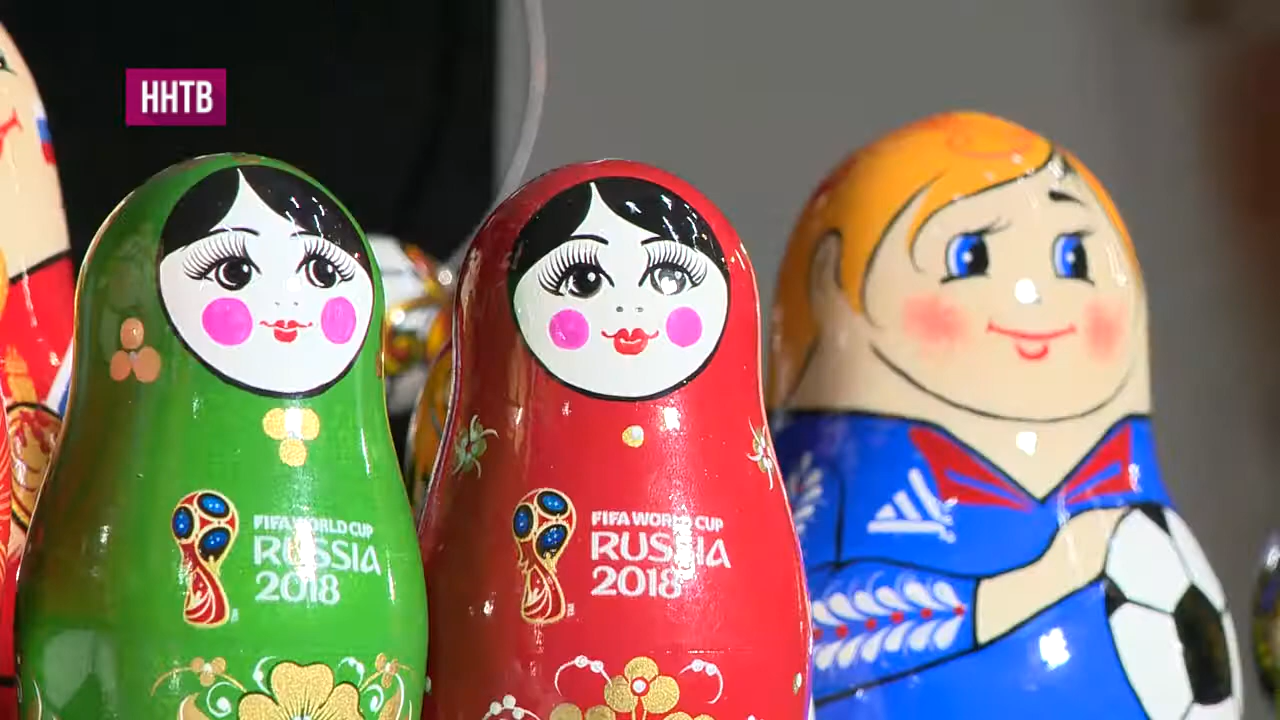 ННТВ
FIFA WORLD CUP
RUSSIA
2018
FIFA WORLD CUP
RUSSIA
2018